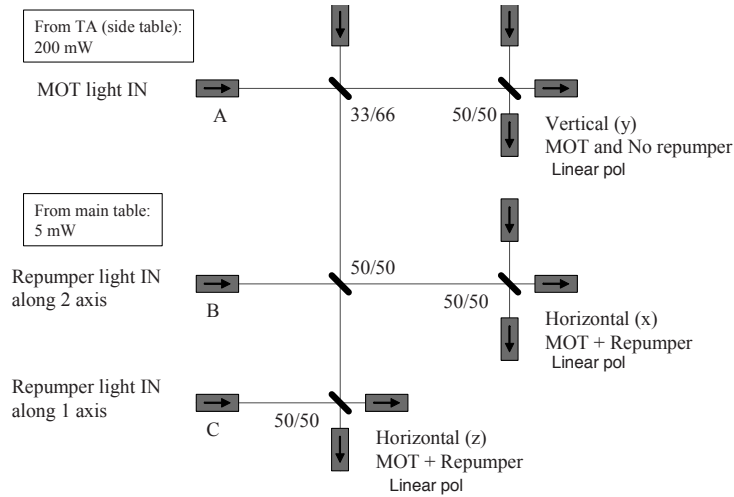 From TA (side table):
200 mW
MOT light IN
A
33/66
50/50
Vertical (y)
MOT and No repumper
Linear pol
From main table:
5 mW
Repumper light IN
along 2 axis
B
50/50
50/50
Horizontal (x)
MOT + Repumper
Linear pol
Repumper light IN
along 1 axis
C
50/50
Horizontal (z)
MOT + Repumper
Linear pol